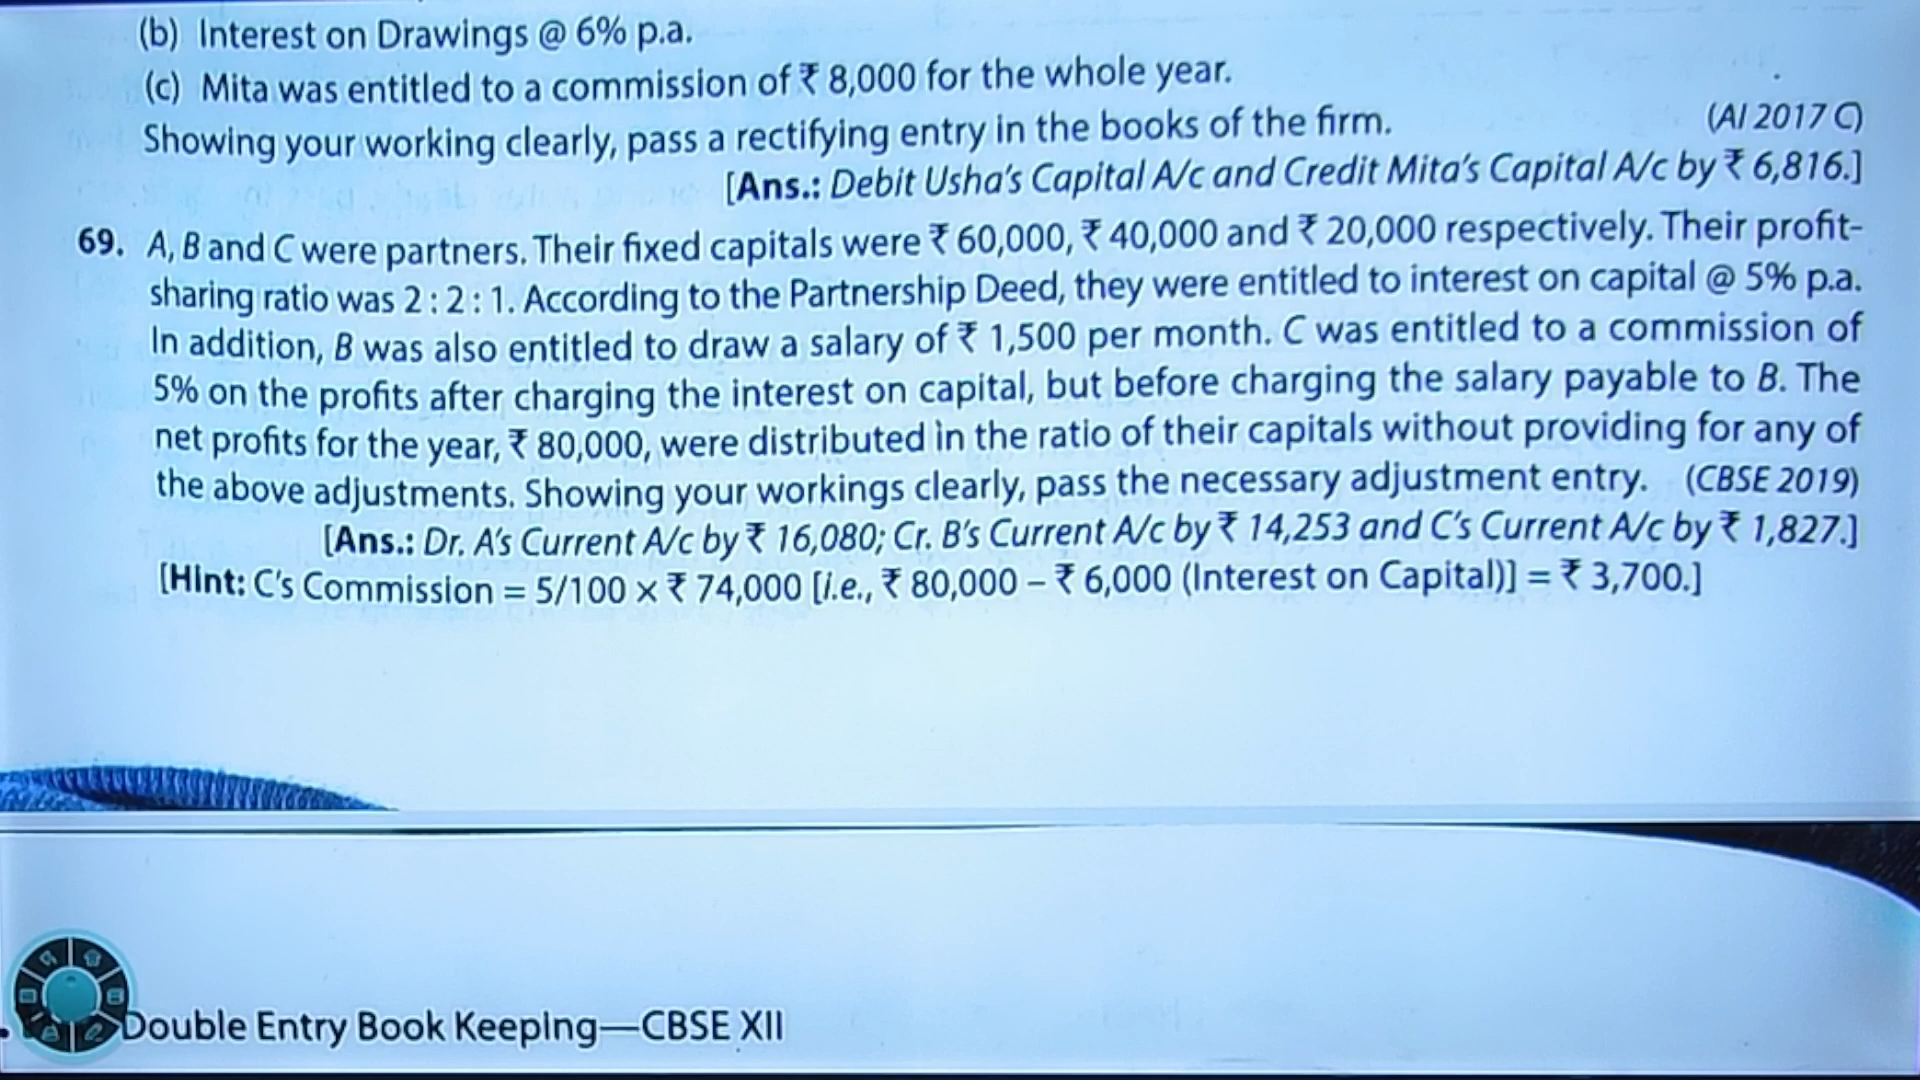 (b) Interest on Drawings @ 6% p.a.
(c) Mita was entitled to a commission of ₹ 8,000 for the whole year.
Showing your working clearly, pass a rectifying entry in the books of the firm. (AI 2017 C)
[Ans.: Debit Usha's Capital A/c and Credit Mita's Capital A/c by ₹ 6,816.]
69. A, B and C were partners. Their fixed capitals were ₹ 60,000, ₹ 40,000 and ₹ 20,000 respectively. Their profit-
sharing ratio was 2 : 2 : 1. According to the Partnership Deed, they were entitled to interest on capital @ 5% p.a.
In addition, B was also entitled to draw a salary of ₹ 1,500 per month. C was entitled to a commission of
5% on the profits after charging the interest on capital, but before charging the salary payable to B. The
net profits for the year, ₹ 80,000, were distributed in the ratio of their capitals without providing for any of
the above adjustments. Showing your workings clearly, pass the necessary adjustment entry. (CBSE 2019)
[Ans.: Dr. A's Current A/c by ₹ 16,080; Cr. B's Current A/c by ₹ 14,253 and C's Current A/c by ₹ 1,827.]
[Hint: C's Commission = 5/100 × ₹ 74,000 [i.e., ₹ 80,000 – ₹ 6,000 (Interest on Capital)] = ₹ 3,700.]
Double Entry Book Keeping—CBSE XII